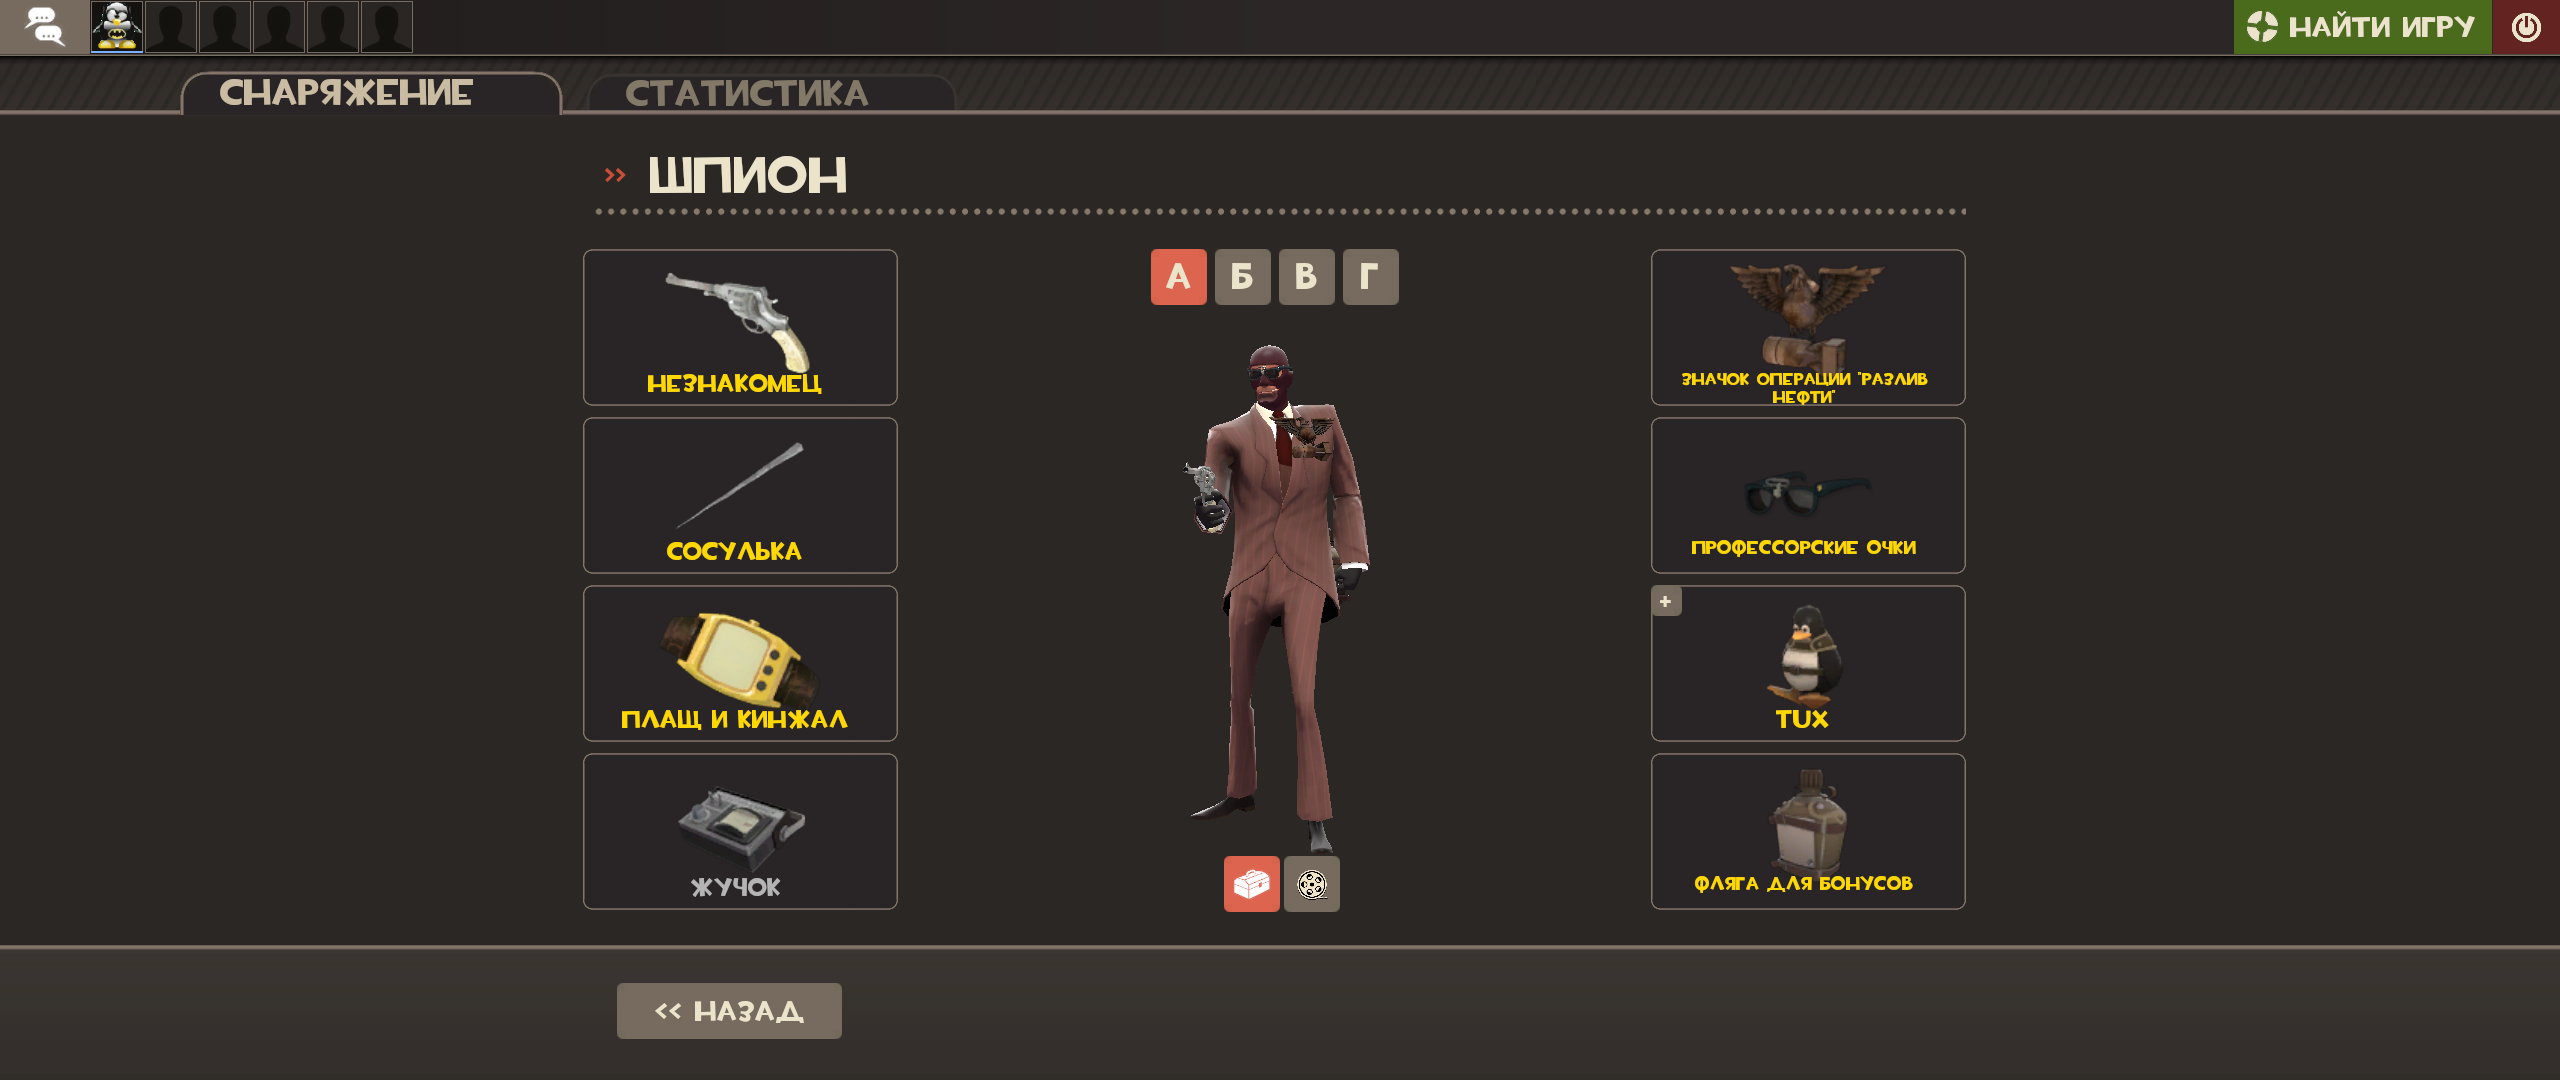 НАЙТИ ИГРУ
СНАРЯЖЕНИЕ
СТАТИСТИКА
>> ШПИОН
А Б В Г
НЕЗНАКОМЕЦ
СОСУЛЬКА
ПЛАЩ И КИНЖАЛ
ЖУЧОК
ЗНАЧОК ОПЕРАЦИИ "РАЗЛИВ
НЕФТИ"
ПРОФЕССОРСКИЕ ОЧКИ
+
TUX
ФЛЯГА ДЛЯ БОНУСОВ
<< НАЗАД